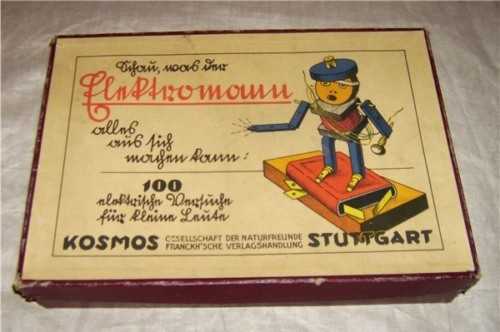 Schau, was der
Elektromann
alles
aus sich
machen kann:
100
elektrische Versuche
für kleine Leute
KOSMOS GESELLSCHAFT DER NATURFREUNDE STUTTGART
FRANCKH'SCHE VERLAGSHANDLUNG